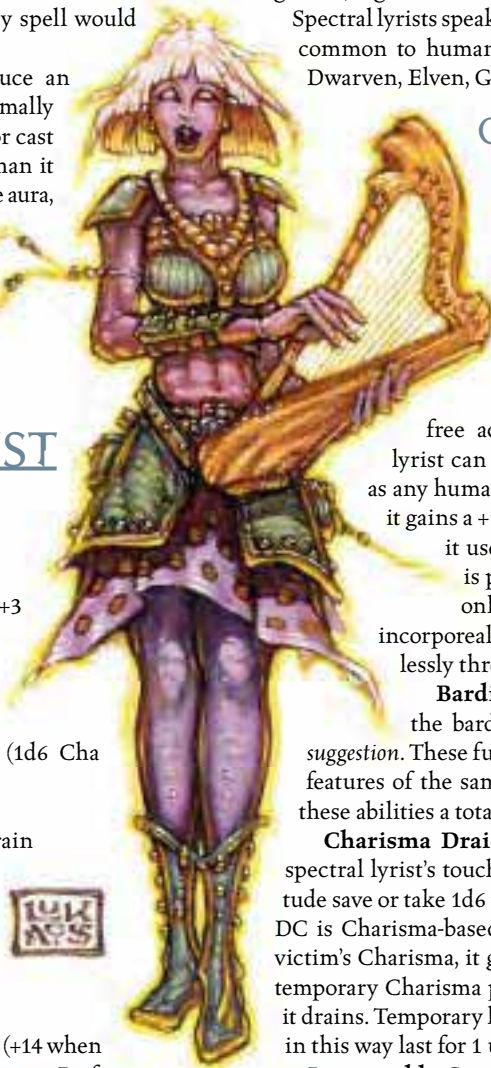 y spell would
uce an
mally
or cast
han it
e aura,
ST
+3
(1d6 Cha
rain
(+14 when
Spectral lyrists speak
common to human
Dwarven, Elven, G
free ac
lyrist can
as any huma
it gains a +
it use
is p
onl
incorporeal
lessly thr
Bardi
the bard
suggestion. These fu
features of the sam
these abilities a tota
Charisma Drai
spectral lyrist's touch
tude save or take 1d6
DC is Charisma-based
victim's Charisma, it g
temporary Charisma p
it drains. Temporary h
in this way last for 1